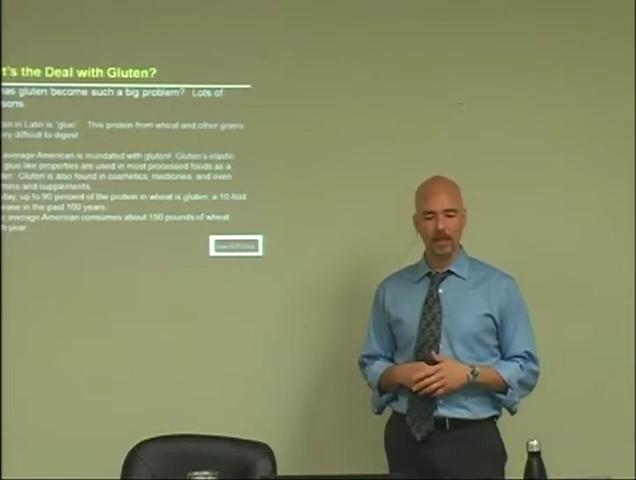 t's the Deal with Gluten?
has gluten become such a big problem? Lots of
sons.
en in Latin is 'glue'. This protein from wheat and other grains
ry difficult to digest
average American is inundated with gluten! Gluten's elastic
glue like properties are used in most processed foods as a
er. Gluten is also found in cosmetics, medicines, and even
mins and supplements.
day, up to 90 percent of the protein in wheat is gluten, a 10-fold
ease in the past 100 years.
average American consumes about 150 pounds of wheat
h year.